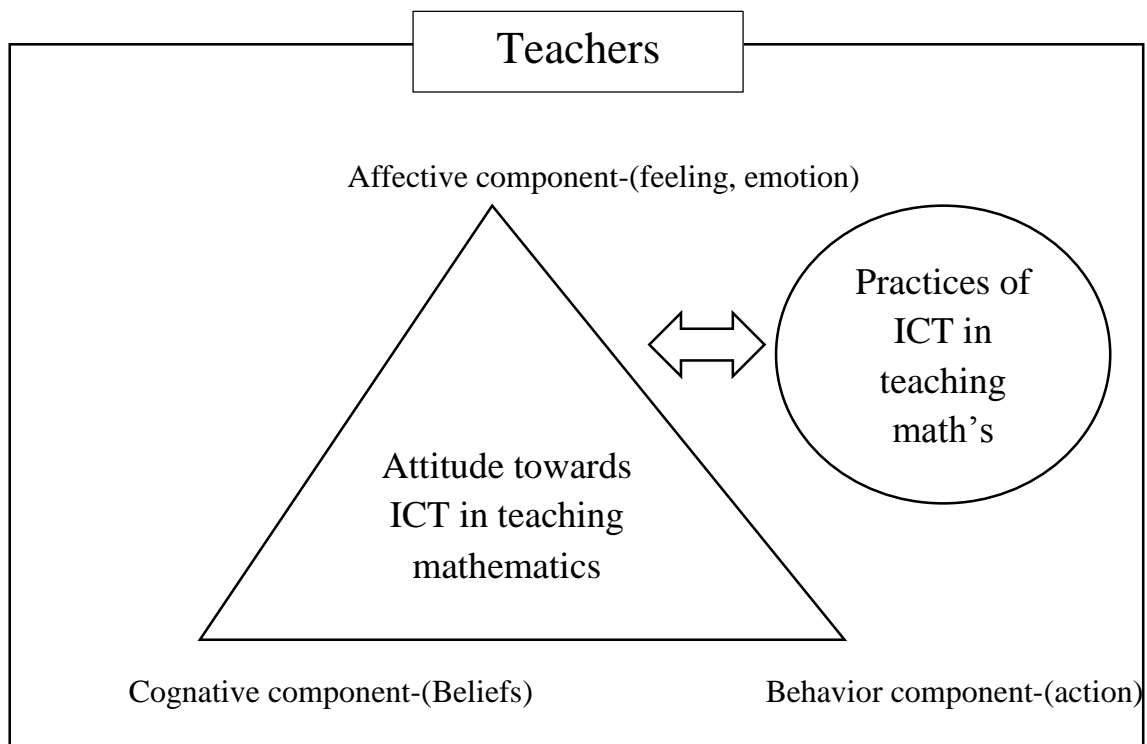 Teachers
Affective component-(feeling, emotion)
Practices of
ICT in
teaching
math’s
Attitude towards
ICT in teaching
mathematics
Cognative component-(Beliefs)
Behavior component-(action)